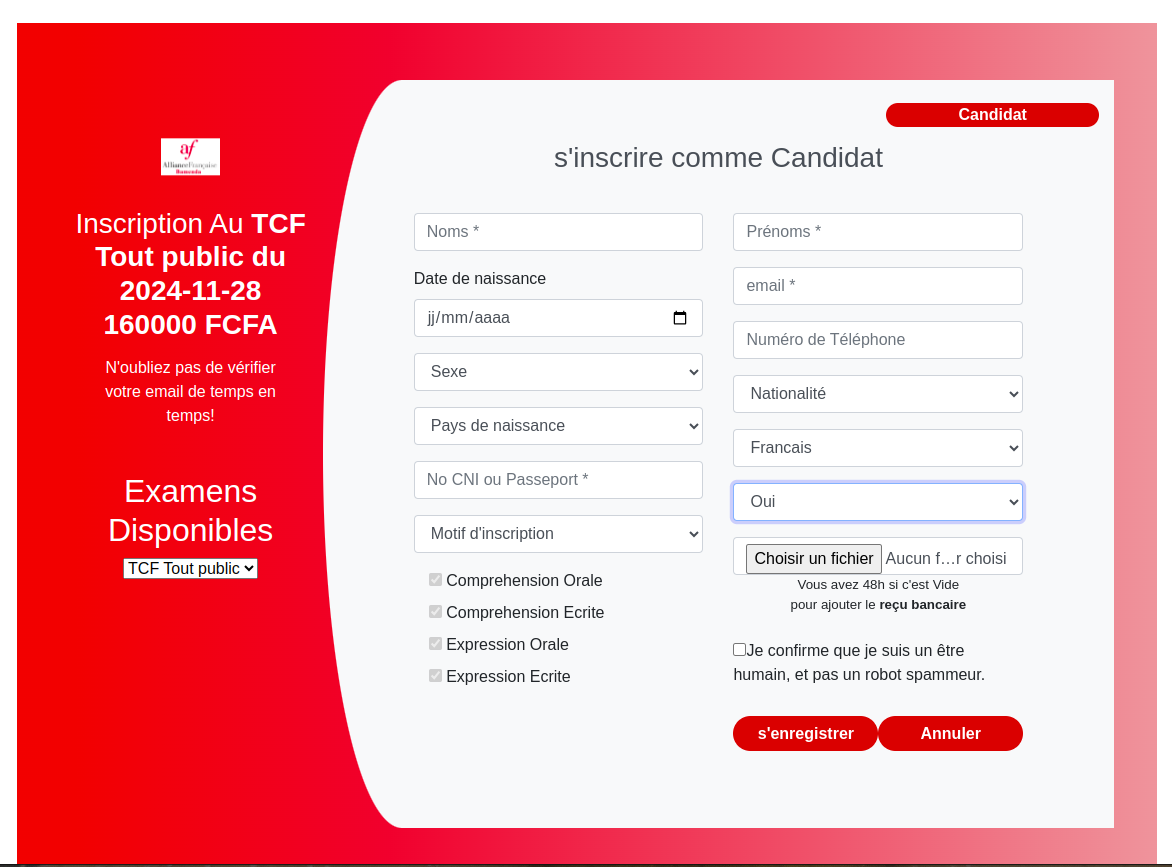 af
AllianceFrançaise
Bamenda
Inscription Au TCF
Tout public du
2024-11-28
160000 FCFA
N'oubliez pas de vérifier
votre email de temps en
temps!
Examens
Disponibles
TCF Tout public
Candidat
s'inscrire comme Candidat
Noms *
Date de naissance
jj/mm/aaaa
Sexe
Pays de naissance
No CNI ou Passeport *
Motif d'inscription
Comprehension Orale
Comprehension Ecrite
Expression Orale
Expression Ecrite
Prénoms *
email *
Numéro de Téléphone
Nationalité
Francais
Oui
Choisir un fichier Aucun f…r choisi
Vous avez 48h si c'est Vide
pour ajouter le reçu bancaire
Je confirme que je suis un être
humain, et pas un robot spammeur.
s'enregistrer
Annuler